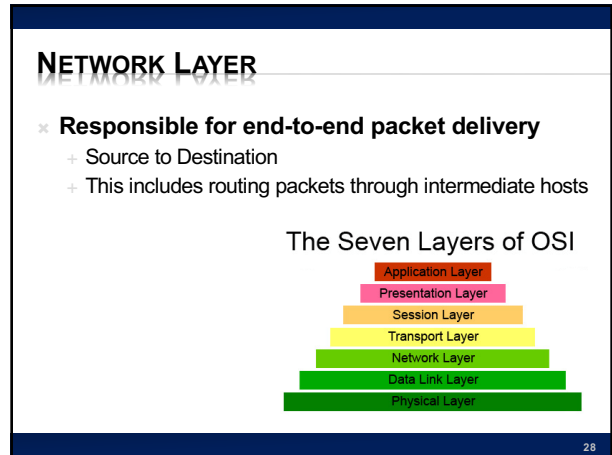 NETWORK LAYER
× Responsible for end-to-end packet delivery
+ Source to Destination
+ This includes routing packets through intermediate hosts
The Seven Layers of OSI
Application Layer
Presentation Layer
Session Layer
Transport Layer
Network Layer
Data Link Layer
Physical Layer
28